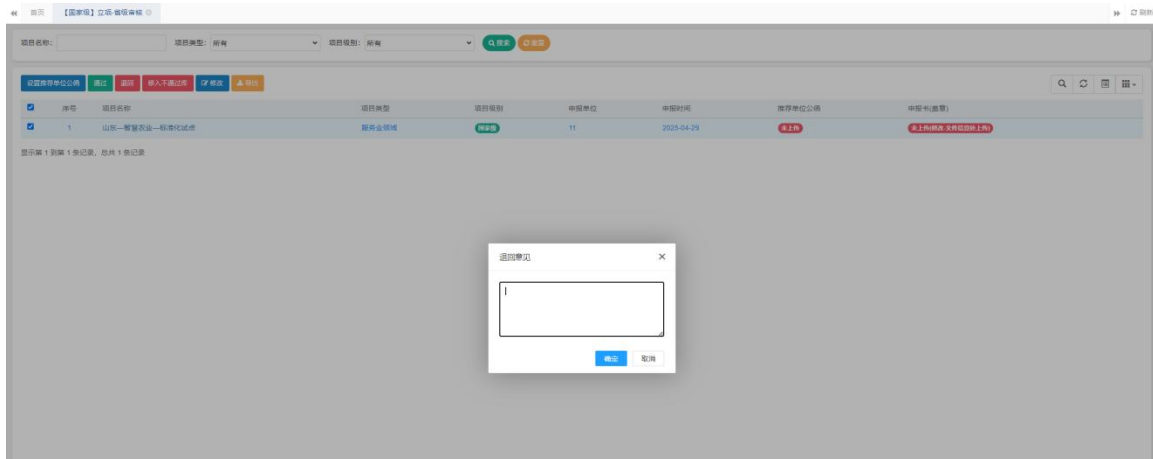 首页 【国家级】立项-省级审核 刷新
项目名称: 项目类型: 所有 项目级别: 所有 搜索 重置
设置推荐单位公函 通过 退回 移入不通过库 修改 导出
序号 项目名称 项目类型 项目级别 申报单位 申报时间 推荐单位公函 申报书(盖章)
1 山东—智慧农业—标准化试点 服务业领域 国家级 11 2025-04-29 未上传 未上传(修改-文件信息处上传)
显示第 1 到第 1 条记录，总共 1 条记录
退回意见
确定 取消